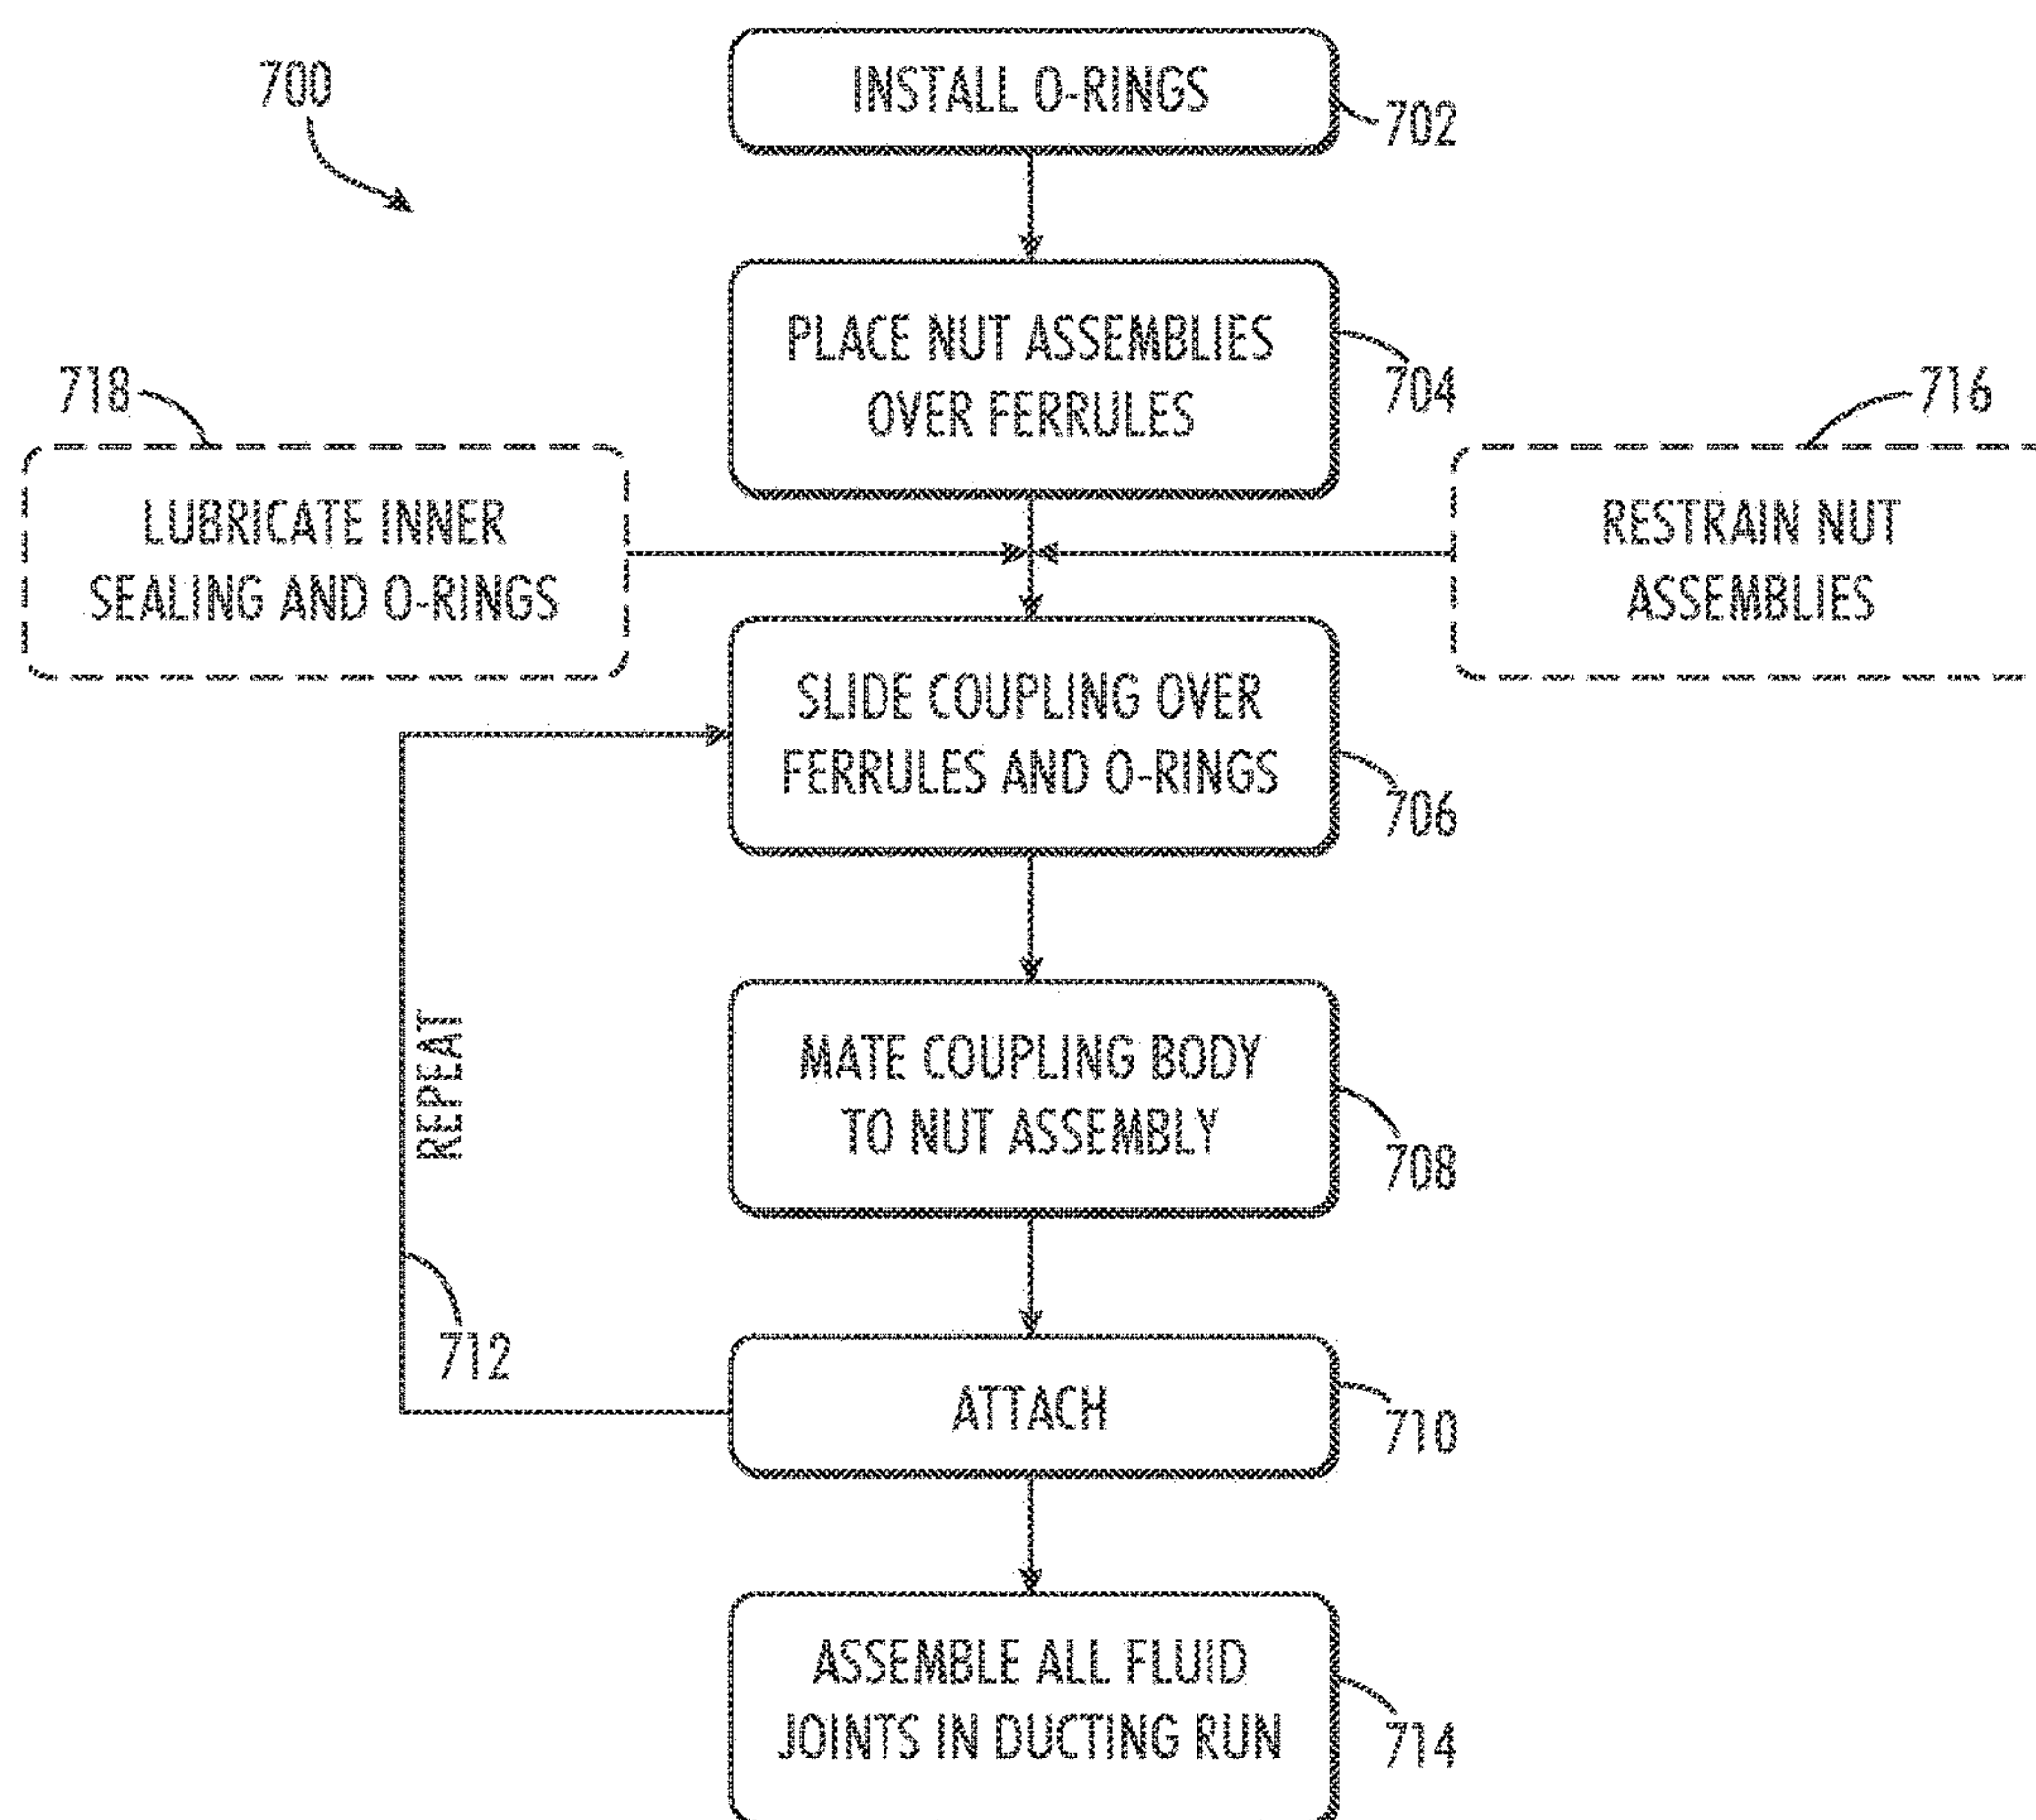 700
INSTALL O-RINGS
702
PLACE NUT ASSEMBLIES
OVER FERRULES
704
718
LUBRICATE INNER
SEALING AND O-RINGS
716
RESTRAIN NUT
ASSEMBLIES
SLIDE COUPLING OVER
FERRULES AND O-RINGS
706
REPEAT
MATE COUPLING BODY
TO NUT ASSEMBLY
708
712
ATTACH
710
ASSEMBLE ALL FLUID
JOINTS IN DUCTING RUN
714